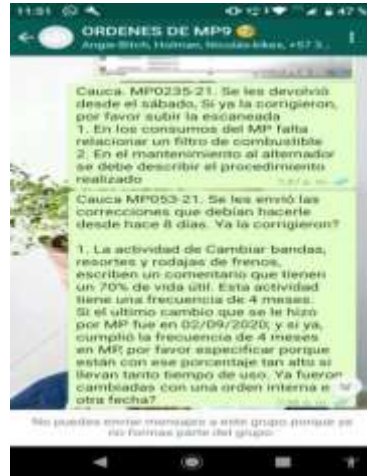 11:51
47%
ORDENES DE MP9
Angie-Bitch, Holman, Nicolas-bikes, +57 3...
Cauca. MP0235-21. Se les devolvió
desde el sábado, Si ya la corrigieron,
por favor subir la escaneada
1. En los consumos del MP falta
relacionar un filtro de combustible
2. En el mantenimiento al alternador
se debe describir el procedimiento
realizado
Cauca MP053-21. Se les envió las
correcciones que debían hacerle
desde hace 8 días. Ya la corrigieron?
1. La actividad de Cambiar bandas,
resortes y rodajas de frenos,
escriben un comentario que tienen
un 70% de vida útil. Esta actividad
tiene una frecuencia de 4 meses.
Si el ultimo cambio que se le hizo
por MP fue en 02/09/2020; y si ya,
cumplió la frecuencia de 4 meses
en MP, por favor especificar porque
están con ese porcentaje tan alto si
llevan tanto tiempo de uso. Ya fueron
cambiadas con una orden interna e
otra fecha?
No puedes enviar mensajes a este grupo porque ya
no formas parte del grupo.